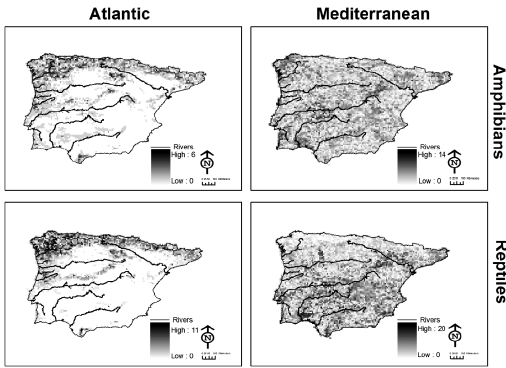 Atlantic
Mediterranean
Amphibians
Rivers
High : 6
Low : 0
N
Rivers
High : 14
Low : 0
N
Reptiles
Rivers
High : 11
Low : 0
N
Rivers
High : 20
Low : 0
N